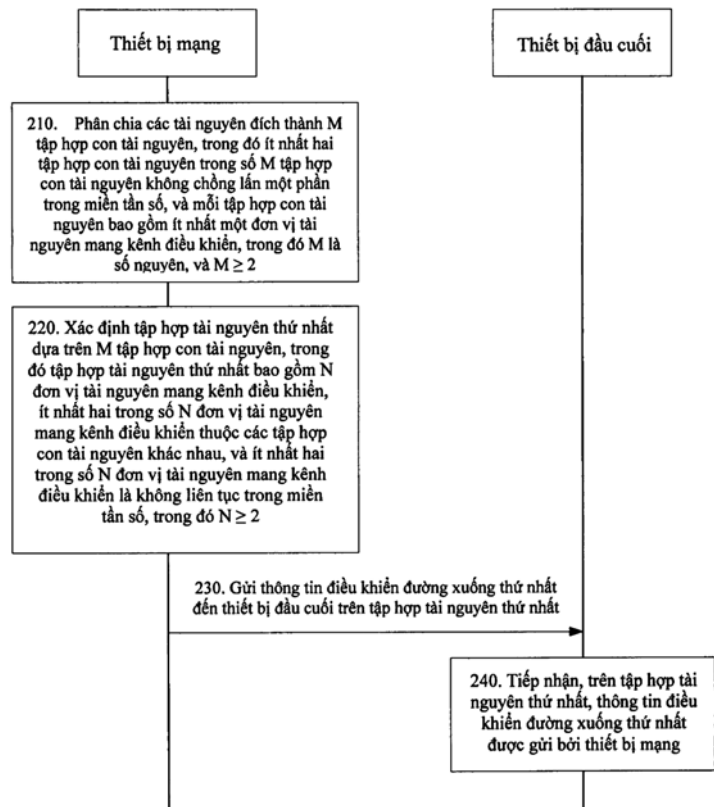 Thiết bị mạng
Thiết bị đầu cuối
210. Phân chia các tài nguyên đích thành M
tập hợp con tài nguyên, trong đó ít nhất hai
tập hợp con tài nguyên trong số M tập hợp
con tài nguyên không chồng lấn một phần
trong miền tần số, và mỗi tập hợp con tài
nguyên bao gồm ít nhất một đơn vị tài
nguyên mang kênh điều khiển, trong đó M là
số nguyên, và M ≥ 2
220. Xác định tập hợp tài nguyên thứ nhất
dựa trên M tập hợp con tài nguyên, trong
đó tập hợp tài nguyên thứ nhất bao gồm N
đơn vị tài nguyên mang kênh điều khiển,
ít nhất hai trong số N đơn vị tài nguyên
mang kênh điều khiển thuộc các tập hợp
con tài nguyên khác nhau, và ít nhất hai
trong số N đơn vị tài nguyên mang kênh
điều khiển là không liên tục trong miền
tần số, trong đó N ≥ 2
230. Gửi thông tin điều khiển đường xuống thứ nhất
đến thiết bị đầu cuối trên tập hợp tài nguyên thứ nhất
240. Tiếp nhận, trên tập hợp tài
nguyên thứ nhất, thông tin điều
khiển đường xuống thứ nhất
được gửi bởi thiết bị mạng